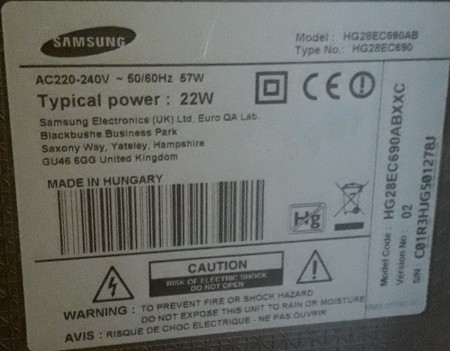 SAMSUNG
Model : HG28EC690AB
Type No.: HG28EC690
AC220-240V ~ 50/60Hz 57W
Typical power : 22W
Samsung Electronics (UK) Ltd, Euro QA Lab.
Blackbushe Business Park
Saxony Way, Yateley, Hampshire
GU46 6GG United Kingdom
MADE IN HUNGARY
Hg
CAUTION
RISK OF ELECTRIC SHOCK
DO NOT OPEN
WARNING : TO PREVENT FIRE OR SHOCK HAZARD
DO NOT EXPOSE THIS UNIT TO RAIN OR MOISTURE
AVIS : RISQUE DE CHOC ELECTRIQUE - NE PAS OUVRIR
Model Code : HG28EC690ABXXC
Version No : 02
S/N: C01R3HJG501278J